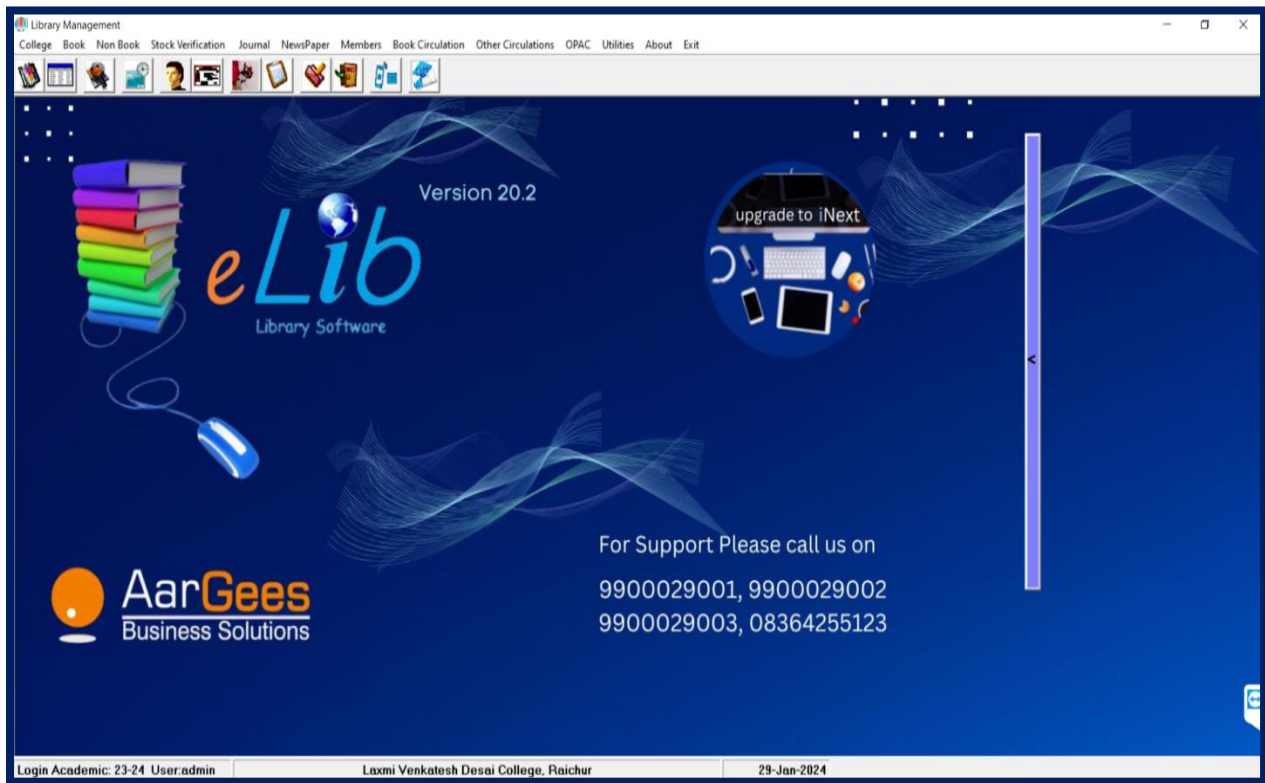 Library Management
College Book Non Book Stock Verification Journal NewsPaper Members Book Circulation Other Circulations OPAC Utilities About Exit
Version 20.2
eLib
Library Software
upgrade to iNext
<
For Support Please call us on
9900029001, 9900029002
9900029003, 08364255123
AarGees
Business Solutions
Login Academic: 23-24 User:admin Laxmi Venkatesh Desai College, Raichur 29-Jan-2024